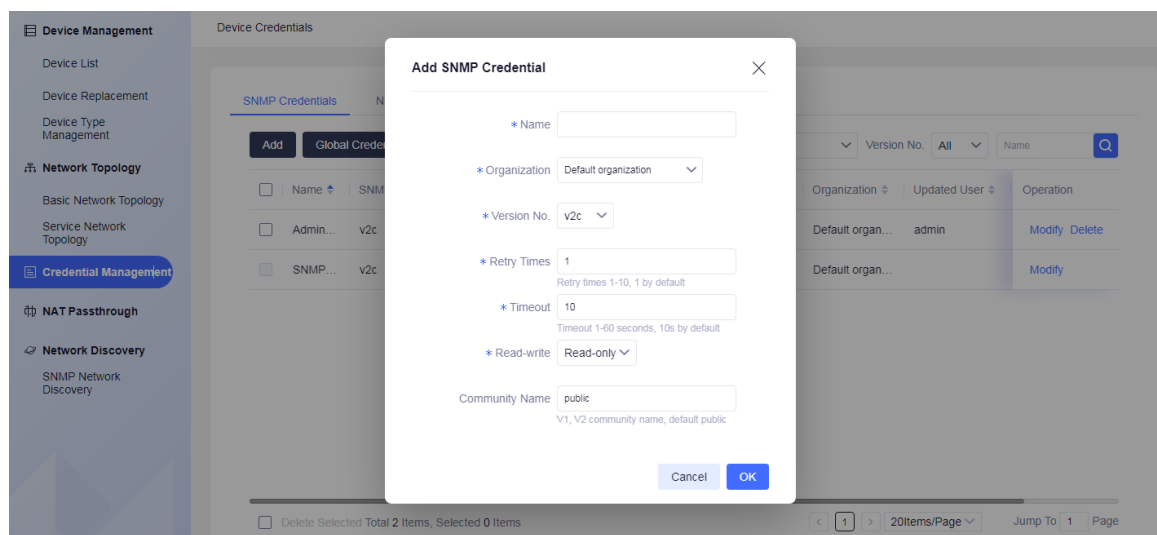 Device Management
Device Credentials
Device List
Device Replacement
Device Type
Management
Network Topology
Basic Network Topology
Service Network
Topology
Credential Management
NAT Passthrough
Network Discovery
SNMP Network
Discovery
SNMP Credentials N
Add Global Crede
Version No. All Name
Name SNM Organization Updated User Operation
Admin... v2c Default organ... admin Modify Delete
SNMP... v2c Default organ... Modify
Add SNMP Credential
* Name
* Organization Default organization
* Version No. v2c
* Retry Times 1
Retry times 1-10, 1 by default
* Timeout 10
Timeout 1-60 seconds, 10s by default
* Read-write Read-only
Community Name public
V1, V2 community name, default public
Cancel OK
Delete Selected Total 2 Items, Selected 0 Items < 1 > 20Items/Page Jump To 1 Page